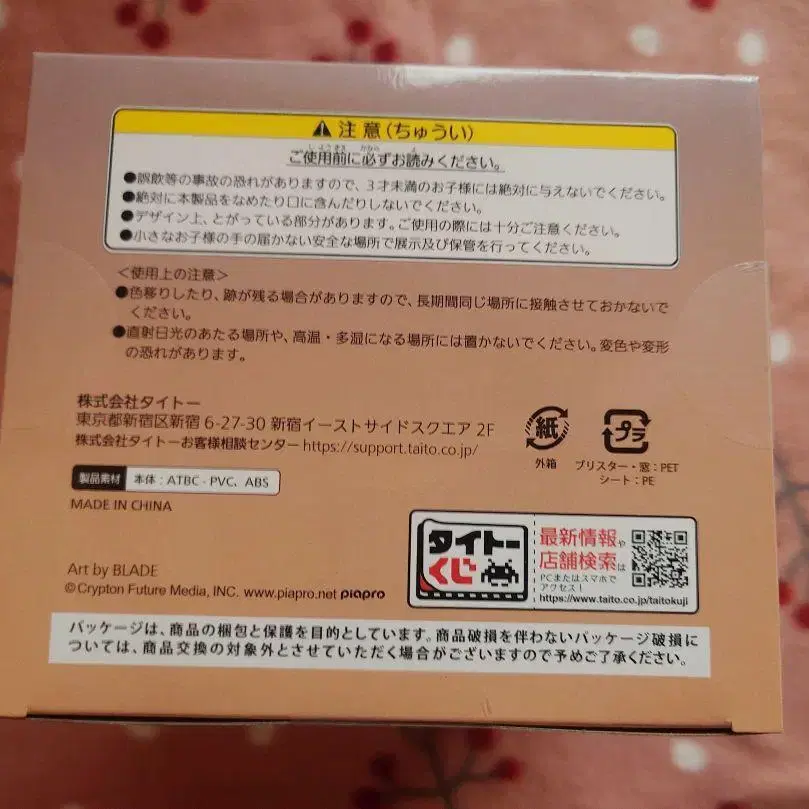 ⚠注意(ちゅうい)
ご使用前に必ずお読みください。
●誤飲等の事故の恐れがありますので、3才未満のお子様には絶対に与えないでください。
●絶対に本製品をなめたり口に含んだりしないでください。
●デザイン上、とがっている部分があります。ご使用の際には十分ご注意ください。
●小さなお子様の手の届かない安全な場所で展示及び保管を行ってください。
<使用上の注意>
●色移りしたり、跡が残る場合がありますので、長期間同じ場所に接触させておかないで
ください。
●直射日光のあたる場所や、高温・多湿になる場所には置かないでください。変色や変形
の恐れがあります。
株式会社タイトー
東京都新宿区新宿 6-27-30 新宿イーストサイドスクエア 2F
株式会社タイトーお客様相談センター https://support.taito.co.jp/
紙
外箱
プラ
ブリスター・窓:PET
シート:PE
製品素材 本体:ATBC-PVC、ABS
MADE IN CHINA
タイトー
くじ
最新情報や
店舗検索は
PCまたはスマホで
アクセス!
https://www.taito.co.jp/taitokuji
Art by BLADE
© Crypton Future Media, INC. www.piapro.net piapro
パッケージは、商品の梱包と保護を目的としています。商品破損を伴わないパッケージ破損に
ついては、商品交換の対象外とさせていただく場合がございますので予めご了承ください。